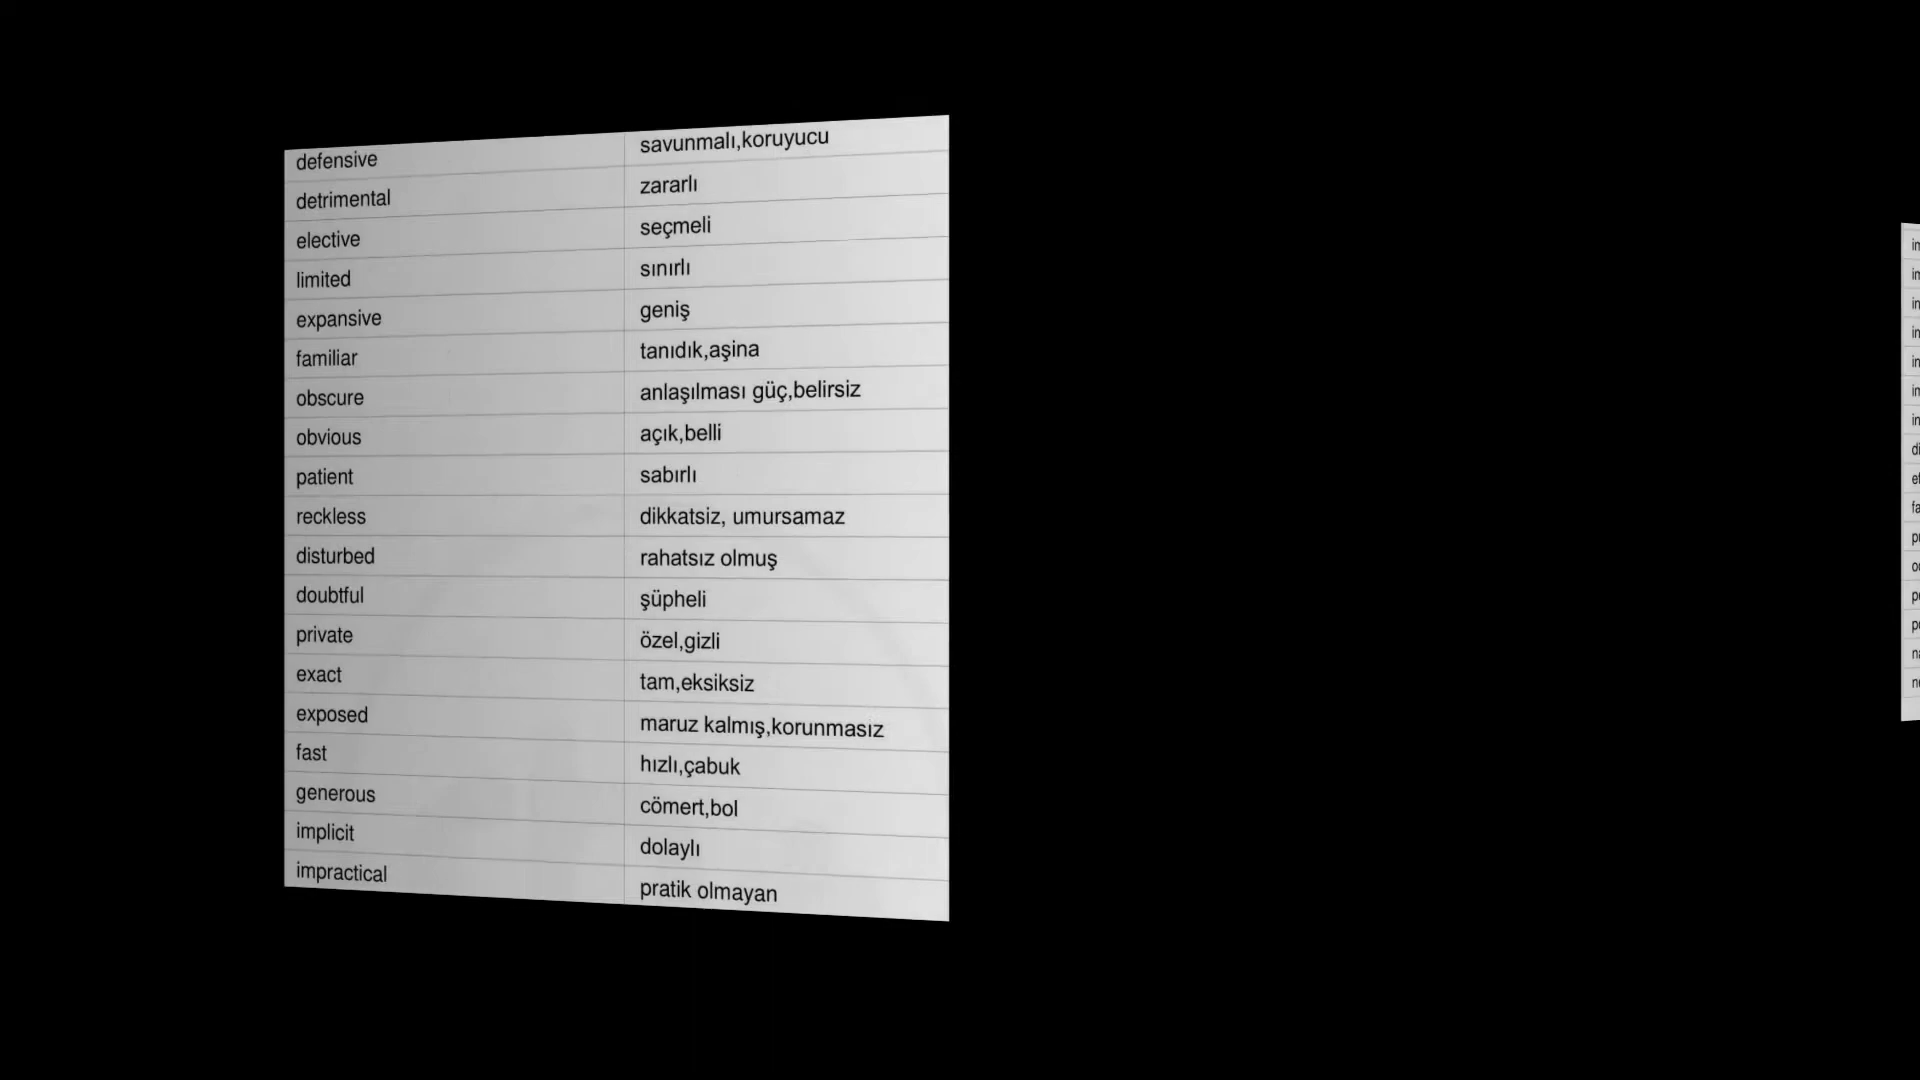 defensive savunmalı,koruyucu
detrimental zararlı
elective seçmeli
limited sınırlı
expansive geniş
familiar tanıdık,aşina
obscure anlaşılması güç,belirsiz
obvious açık,belli
patient sabırlı
reckless dikkatsiz, umursamaz
disturbed rahatsız olmuş
doubtful şüpheli
private özel,gizli
exact tam,eksiksiz
exposed maruz kalmış,korunmasız
fast hızlı,çabuk
generous cömert,bol
implicit dolaylı
impractical pratik olmayan